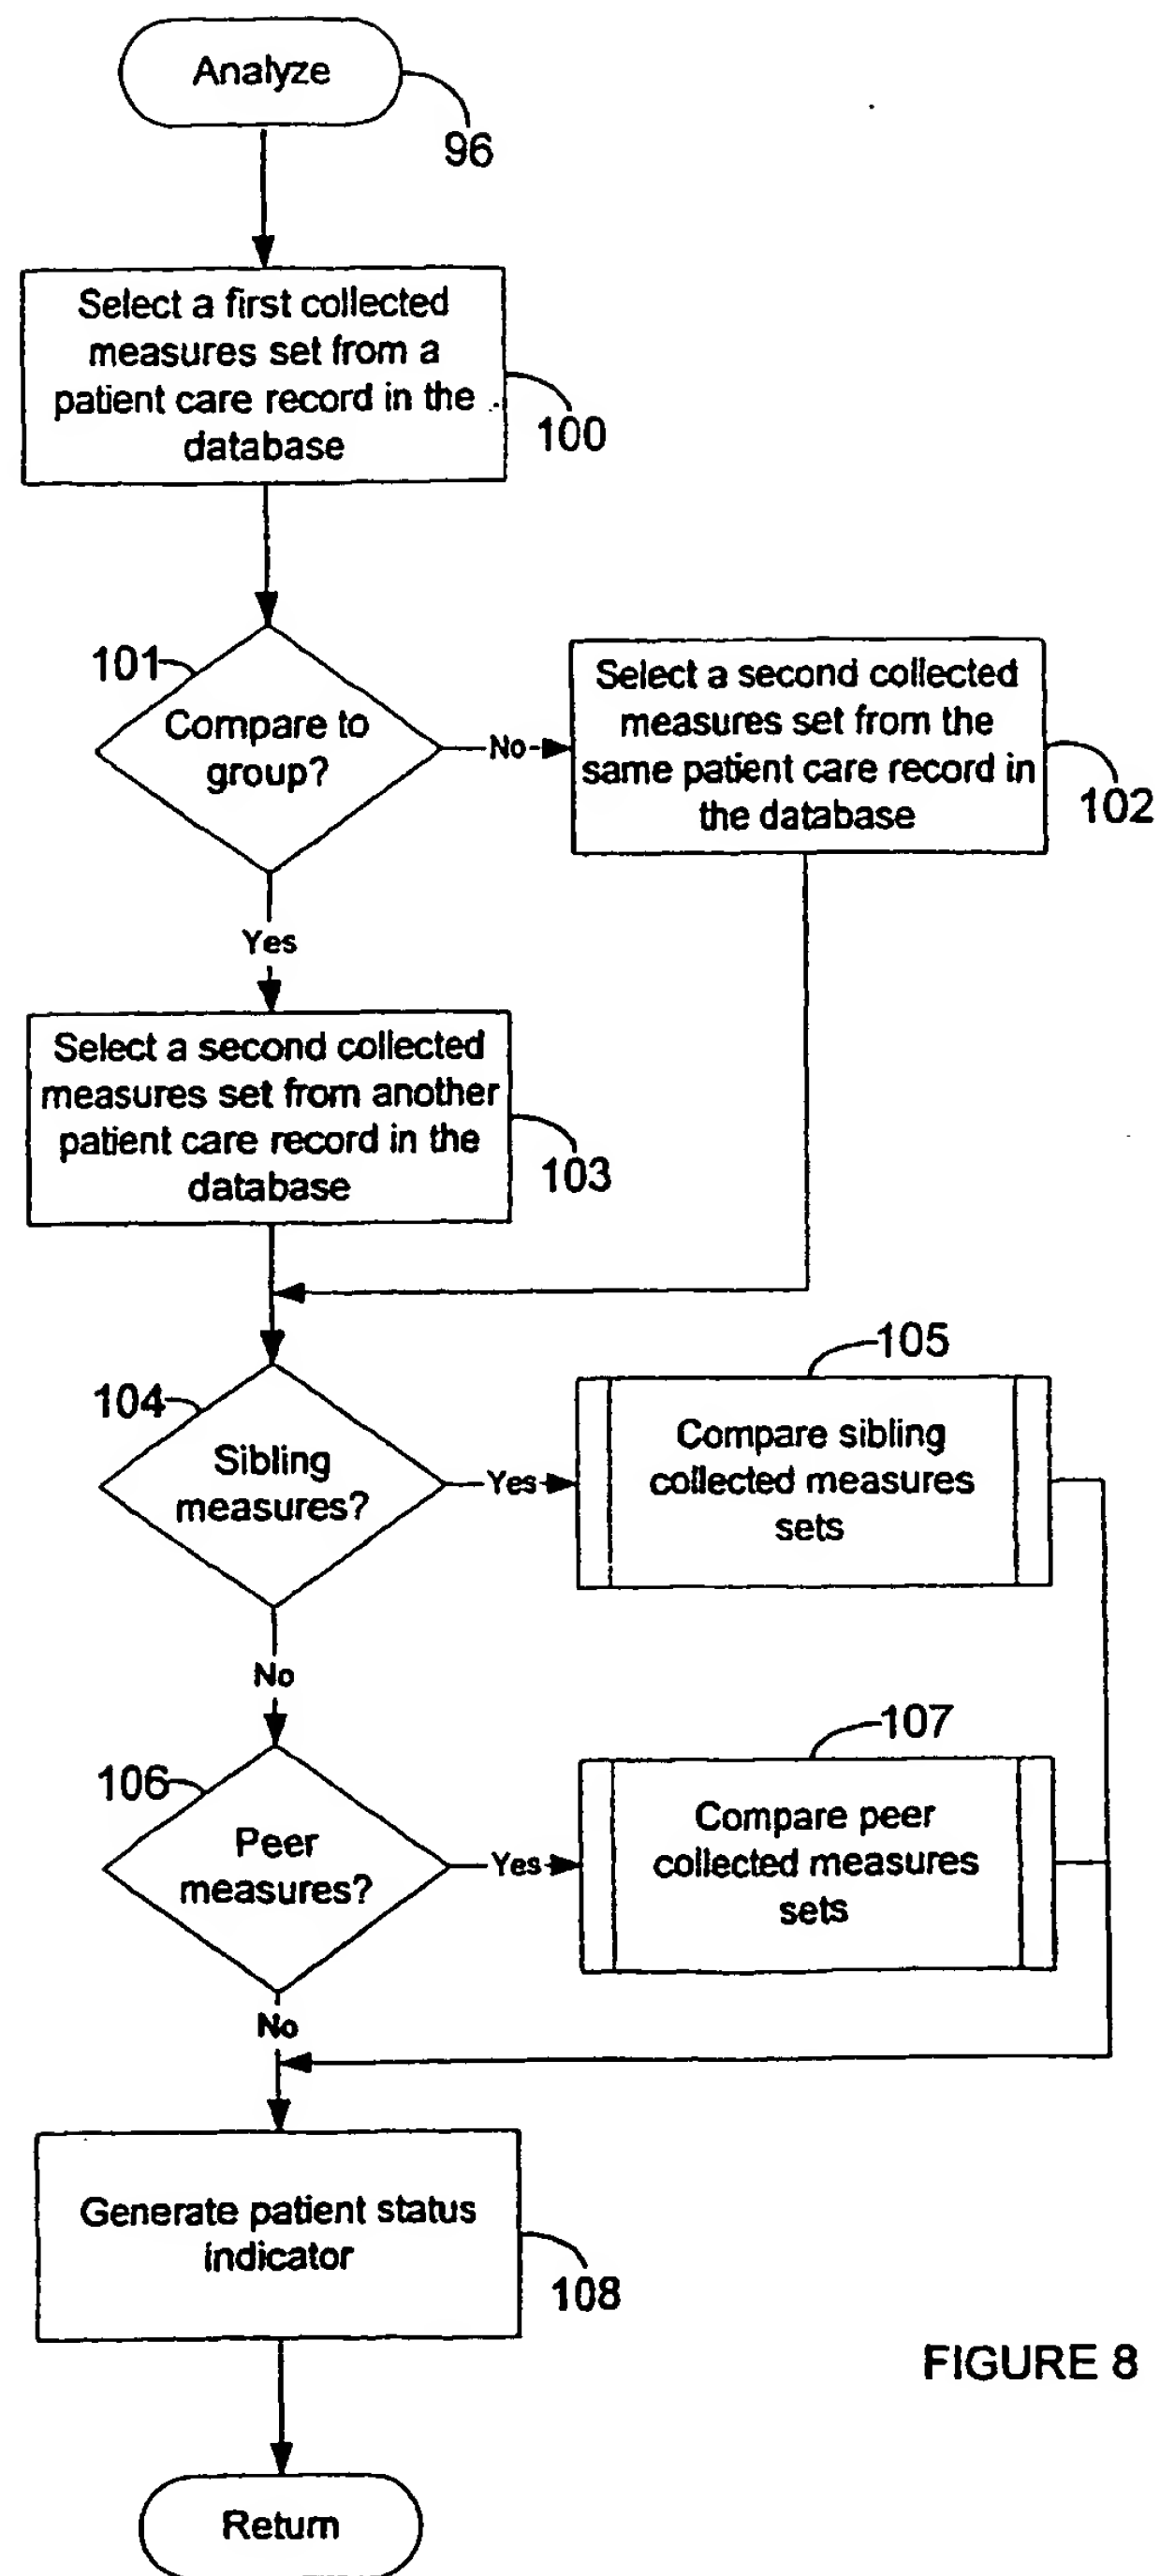 Analyze
96
Select a first collected
measures set from a
patient care record in the
database
100
101
Compare to
group?
No
Select a second collected
measures set from the
same patient care record in
the database
102
Yes
Select a second collected
measures set from another
patient care record in the
database
103
104
Sibling
measures?
Yes
105
Compare sibling
collected measures
sets
No
106
Peer
measures?
Yes
107
Compare peer
collected measures
sets
No
Generate patient status
indicator
108
FIGURE 8
Return